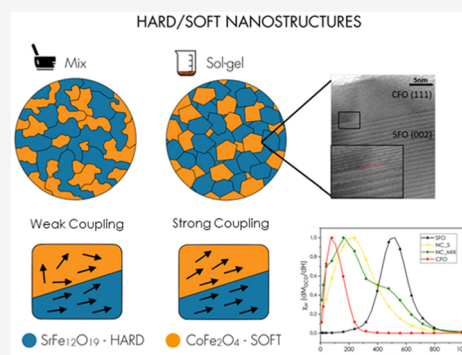 HARD/SOFT NANOSTRUCTURES
Mix
Sol-gel
5nm
CFO (111)
SFO (002)
Weak Coupling
Strong Coupling
SrFe12O19 - HARD
CoFe2O4 - SOFT
1,0
0,8
0,6
0,4
0,2
0,0
0 200 400 600 800 1000
SFO
NC_S
NC_MIX
CFO